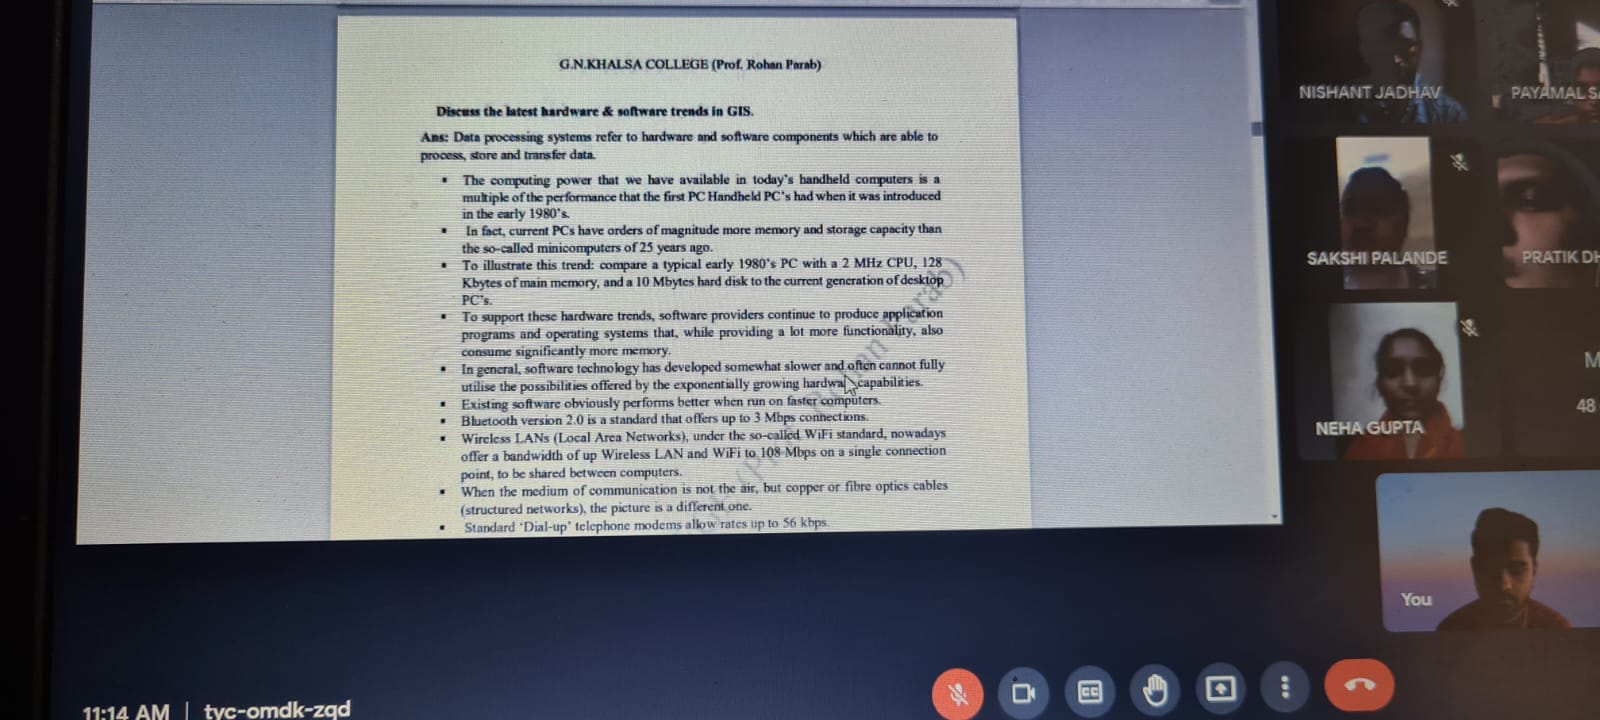 G.N.KHALSA COLLEGE (Prof. Rohan Parab)
Discuss the latest hardware & software trends in GIS.
Ans: Data processing systems refer to hardware and software components which are able to
process, store and transfer data.
▪ The computing power that we have available in today's handheld computers is a
multiple of the performance that the first PC Handheld PC's had when it was introduced
in the early 1980's.
▪ In fact, current PCs have orders of magnitude more memory and storage capacity than
the so-called minicomputers of 25 years ago.
▪ To illustrate this trend: compare a typical early 1980's PC with a 2 MHz CPU, 128
Kbytes of main memory, and a 10 Mbytes hard disk to the current generation of desktop
PC's.
▪ To support these hardware trends, software providers continue to produce application
programs and operating systems that, while providing a lot more functionality, also
consume significantly more memory.
▪ In general, software technology has developed somewhat slower and often cannot fully
utilise the possibilities offered by the exponentially growing capabilities.
▪ Existing software obviously performs better when run on faster computers.
▪ Bluetooth version 2.0 is a standard that offers up to 3 Mbps connections.
▪ Wireless LANs (Local Area Networks), under the so-called WiFi standard, nowadays
offer a bandwidth of up Wireless LAN and WiFi to 108 Mbps on a single connection
point, to be shared between computers.
▪ When the medium of communication is not the air, but copper or fibre optics cables
(structured networks), the picture is a different one.
▪ Standard 'Dial-up' telephone modems allow rates up to 56 kbps.
NISHANT JADHAV
PAYAMAL
SAKSHI PALANDE
PRATIK
NEHA GUPTA
48
You
CC
11:14 AM | tyc-omdk-zqd